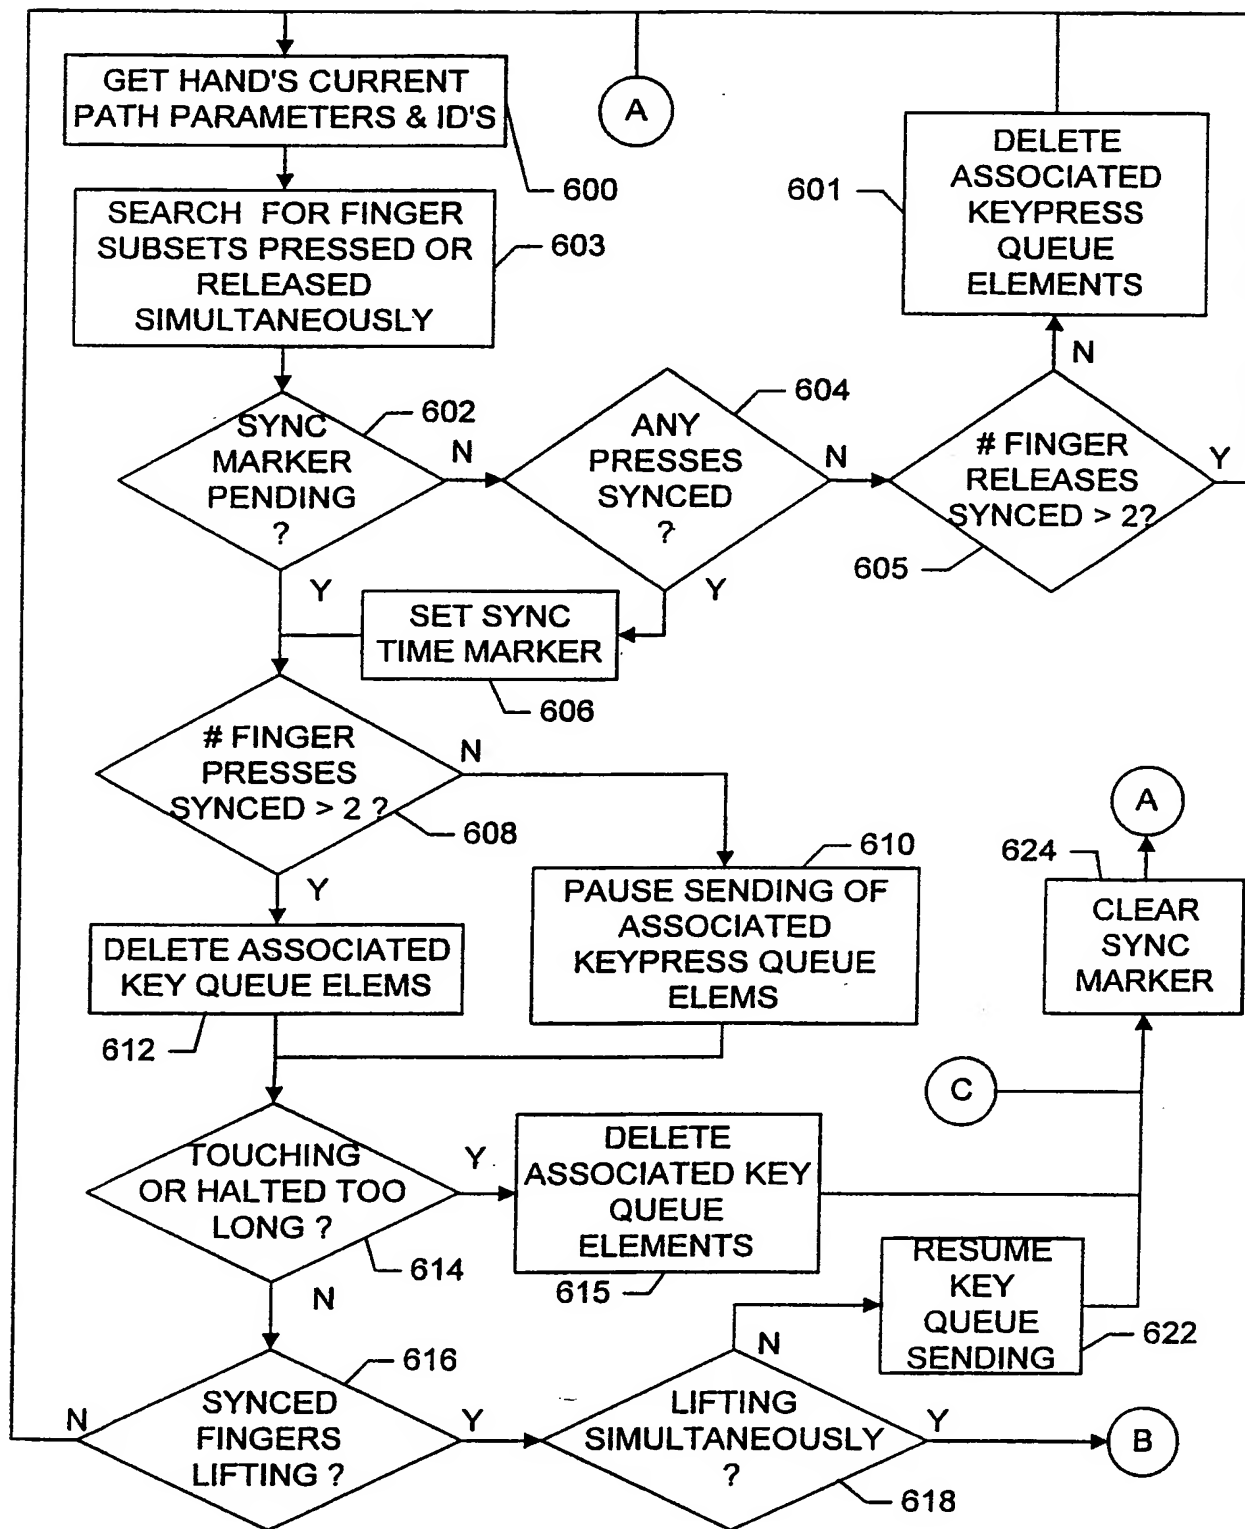 GET HAND'S CURRENT
PATH PARAMETERS & ID'S
600
A
DELETE
ASSOCIATED
KEYPRESS
QUEUE
ELEMENTS
601
SEARCH FOR FINGER
SUBSETS PRESSED OR
RELEASED
SIMULTANEOUSLY
603
SYNC
MARKER
PENDING
?
602
N
Y
ANY
PRESSES
SYNCED
?
604
N
Y
# FINGER
RELEASES
SYNCED > 2?
605
N
Y
SET SYNC
TIME MARKER
606
# FINGER
PRESSES
SYNCED > 2 ?
608
N
Y
PAUSE SENDING OF
ASSOCIATED
KEYPRESS QUEUE
ELEMS
610
DELETE ASSOCIATED
KEY QUEUE ELEMS
612
A
CLEAR
SYNC
MARKER
624
C
TOUCHING
OR HALTED TOO
LONG ?
614
Y
N
DELETE
ASSOCIATED KEY
QUEUE
ELEMENTS
615
RESUME
KEY
QUEUE
SENDING
622
SYNCED
FINGERS
LIFTING ?
616
N
Y
LIFTING
SIMULTANEOUSLY
?
618
N
Y
B